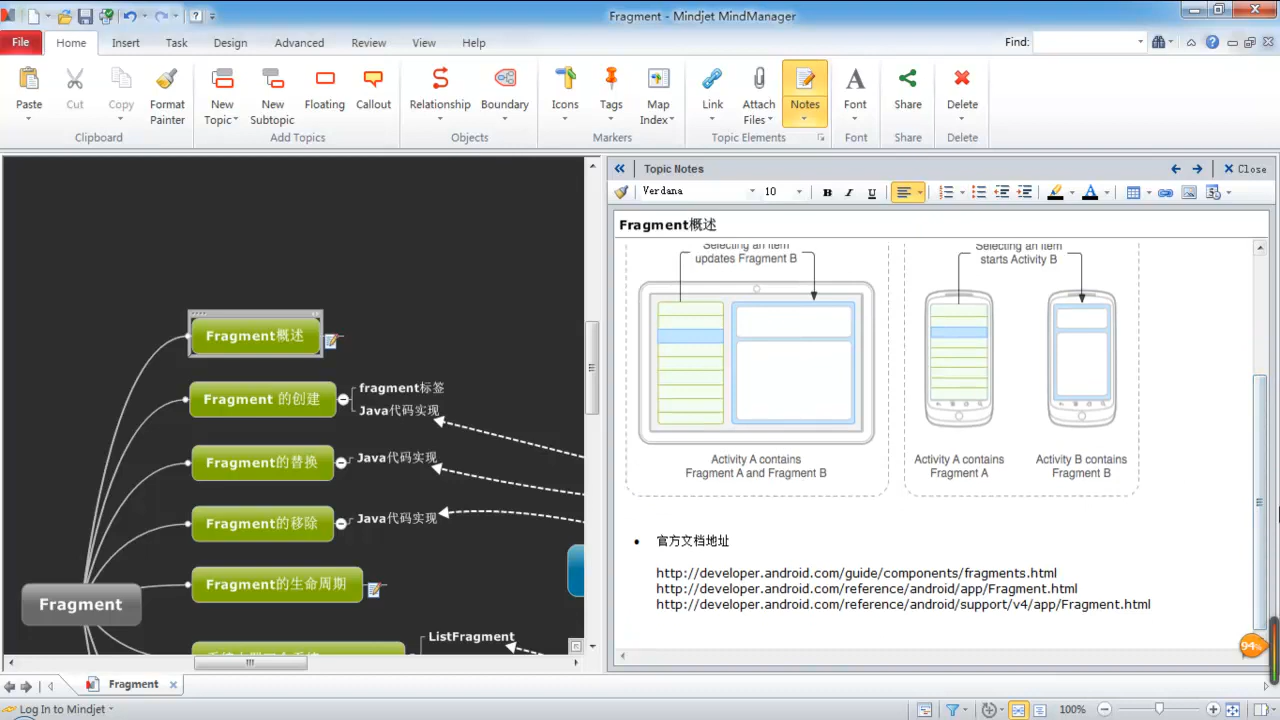 Fragment - Mindjet MindManager
File Home Insert Task Design Advanced Review View Help Find:
Paste Cut Copy Format Painter New Topic New Subtopic Floating Callout Relationship Boundary Icons Tags Map Index Link Attach Files Notes Font Share Delete
Clipboard Add Topics Objects Markers Topic Elements Font Share Delete
Topic Notes Close
Verdana 10 B I U
Fragment概述
Selecting an item
updates Fragment B
Selecting an item
starts Activity B
Activity A contains
Fragment A and Fragment B
Activity A contains
Fragment A
Activity B contains
Fragment B
官方文档地址
http://developer.android.com/guide/components/fragments.html
http://developer.android.com/reference/android/app/Fragment.html
http://developer.android.com/reference/android/support/v4/app/Fragment.html
Fragment概述
Fragment 的创建
fragment标签
Java代码实现
Fragment的替换
Java代码实现
Fragment的移除
Java代码实现
Fragment的生命周期
Fragment
ListFragment
94%
Fragment
Log In to Mindjet
100%